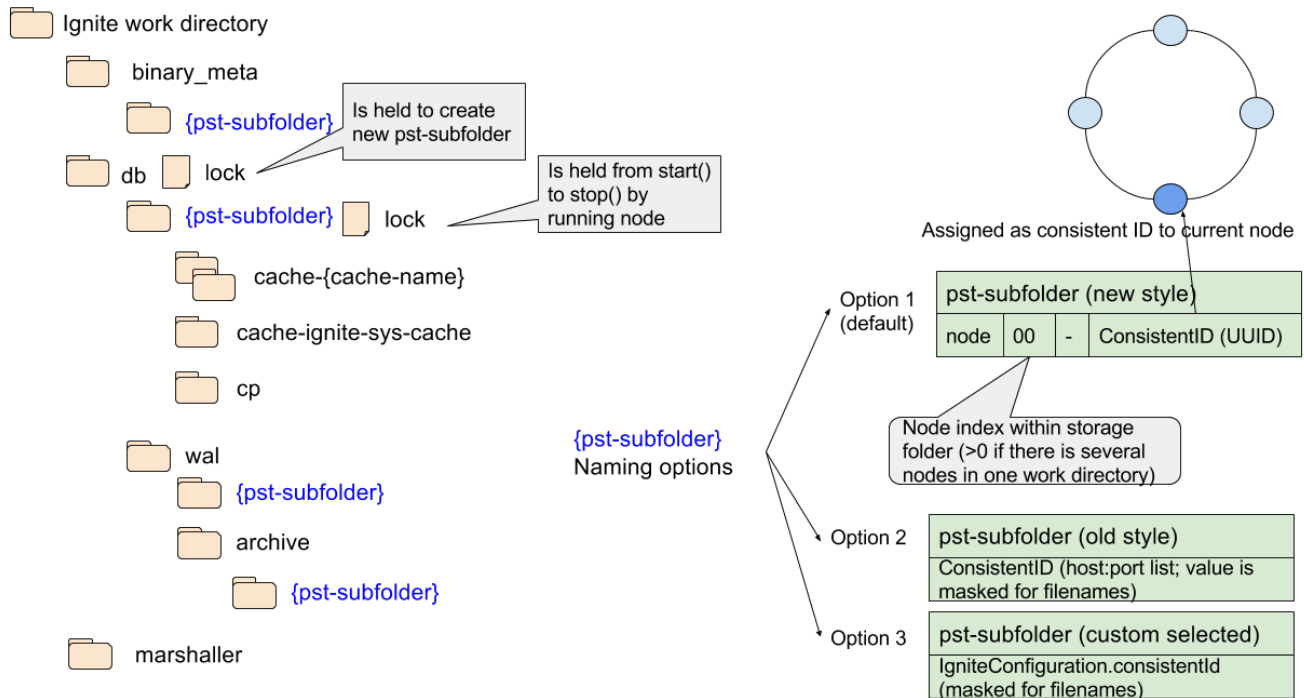 Ignite work directory
binary_meta
{pst-subfolder}
Is held to create
new pst-subfolder
db
lock
Is held from start()
to stop() by
running node
{pst-subfolder}
lock
cache-{cache-name}
cache-ignite-sys-cache
cp
wal
{pst-subfolder}
archive
{pst-subfolder}
marshaller
{pst-subfolder}
Naming options
Assigned as consistent ID to current node
Option 1
(default)
pst-subfolder (new style)
node 00 - ConsistentID (UUID)
Node index within storage
folder (>0 if there is several
nodes in one work directory)
Option 2
pst-subfolder (old style)
ConsistentID (host:port list; value is
masked for filenames)
Option 3
pst-subfolder (custom selected)
IgniteConfiguration.consistentId
(masked for filenames)